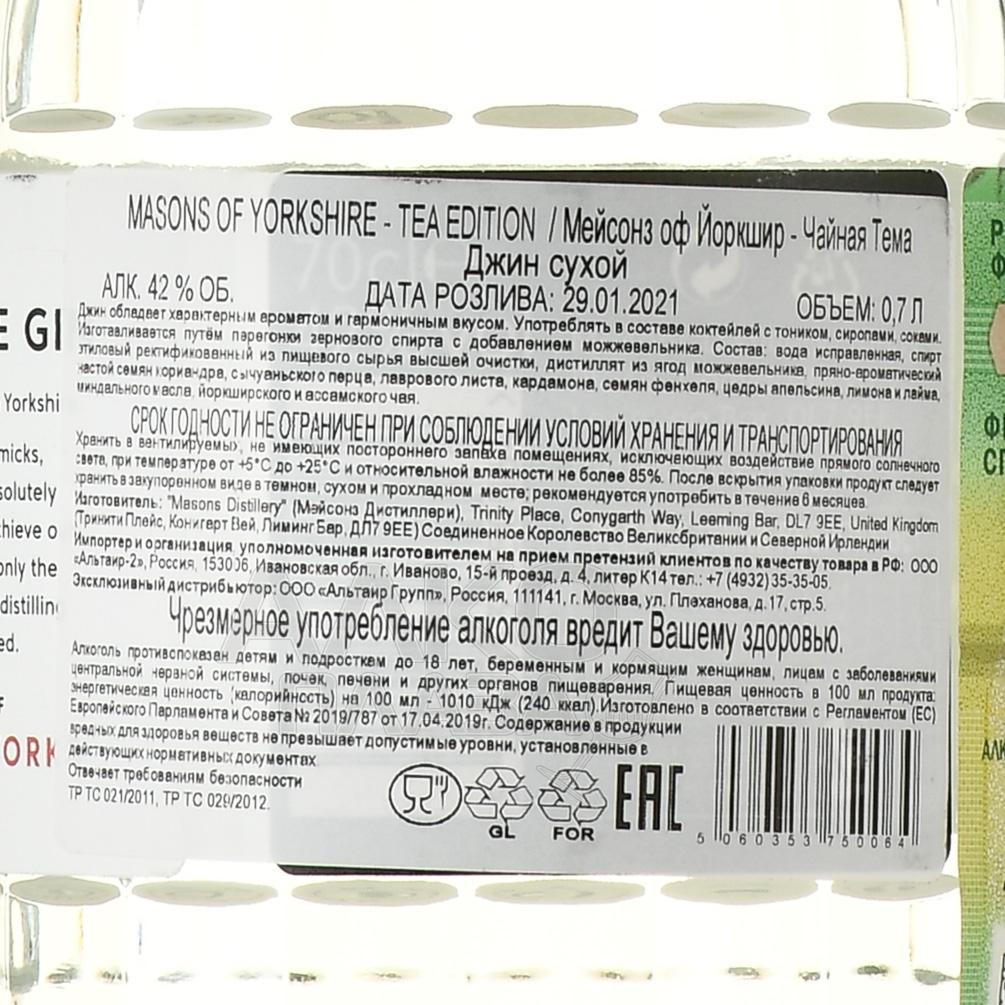 MASONS OF YORKSHIRE - TEA EDITION / Мейсонз оф Йоркшир - Чайная Тема
Джин сухой
АЛК. 42 % ОБ.
ДАТА РОЗЛИВА: 29.01.2021
ОБЪЕМ: 0,7 Л
Джин обладает характерным ароматом и гармоничным вкусом. Употреблять в составе коктейлей с тоником, сиропами, соками.
Изготавливается путём перегонки зернового спирта с добавлением можжевельника. Состав: вода исправленная, спирт
этиловый ректификованный из пищевого сырья высшей очистки, дистиллят из ягод можжевельника, пряно-ароматический
настой семян кориандра, сычуаньского перца, лаврового листа, кардамона, семян фенхеля, цедры апельсина, лимона и лайма,
миндального масла, йоркширского и ассамского чая.
СРОК ГОДНОСТИ НЕ ОГРАНИЧЕН ПРИ СОБЛЮДЕНИИ УСЛОВИЙ ХРАНЕНИЯ И ТРАНСПОРТИРОВАНИЯ
Хранить в вентилируемых, не имеющих постороннего запаха помещениях, исключающих воздействие прямого солнечного
света, при температуре от +5°C до +25°C и относительной влажности не более 85%. После вскрытия упаковки продукт следует
хранить в закупоренном виде в темном, сухом и прохладном месте; рекомендуется употребить в течение 6 месяцев.
Изготовитель: "Masons Distillery" (Мейсонз Дистиллери), Trinity Place, Conygarth Way, Leeming Bar, DL7 9EE, United Kingdom
(Тринити Плейс, Конигарт Вей, Лиминг Бар, ДЛ7 9ЕЕ) Соединенное Королевство Великобритании и Северной Ирландии
Импортер и организация, уполномоченная изготовителем на прием претензий клиентов по качеству товара в РФ: ООО
«Альтаир-2», Россия, 153036, Ивановская обл., г. Иваново, 15-й проезд, д. 4, литер К14 тел.: +7 (4932) 35-35-05.
Эксклюзивный дистрибьютор: ООО «Альтаир Групп», Россия, 111141, г. Москва, ул. Плеханова, д. 17, стр.5.
Чрезмерное употребление алкоголя вредит Вашему здоровью.
Алкоголь противопоказан детям и подросткам до 18 лет, беременным и кормящим женщинам, лицам с заболеваниями
центральной нервной системы, почек, печени и других органов пищеварения. Пищевая ценность в 100 мл продукта:
энергетическая ценность (калорийность) на 100 мл - 1010 кДж (240 ккал). Изготовлено в соответствии с Регламентом (ЕС)
Европейского Парламента и Совета № 2019/787 от 17.04.2019г. Содержание в продукции
вредных для здоровья веществ не превышает допустимые уровни, установленные в
действующих нормативных документах.
Отвечает требованиям безопасности
ТР ТС 021/2011, ТР ТС 029/2012.
GL
FOR
EAC
5 060353 750064
70cl
E GI
Yorkshi
micks,
solutely
chieve o
only the
distilling
ed.
ORK